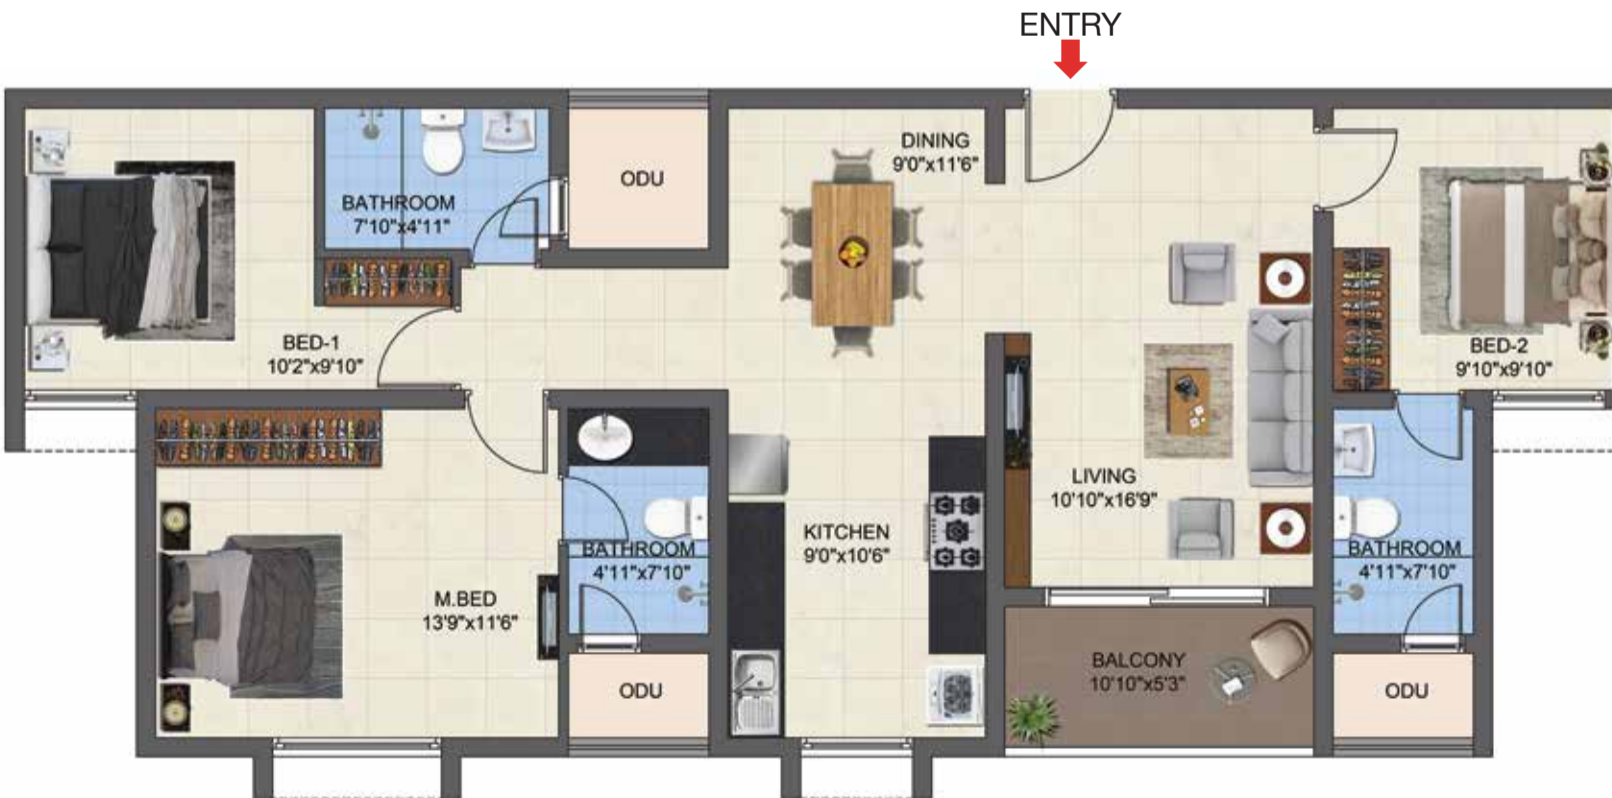 ENTRY
DINING
9'0"x11'6"
ODU
BATHROOM
7'10"x4'11"
BED-1
10'2"x9'10"
BED-2
9'10"x9'10"
LIVING
10'10"x16'9"
KITCHEN
9'0"x10'6"
BATHROOM
4'11"x7'10"
BATHROOM
4'11"x7'10"
M.BED
13'9"x11'6"
BALCONY
10'10"x5'3"
ODU
ODU